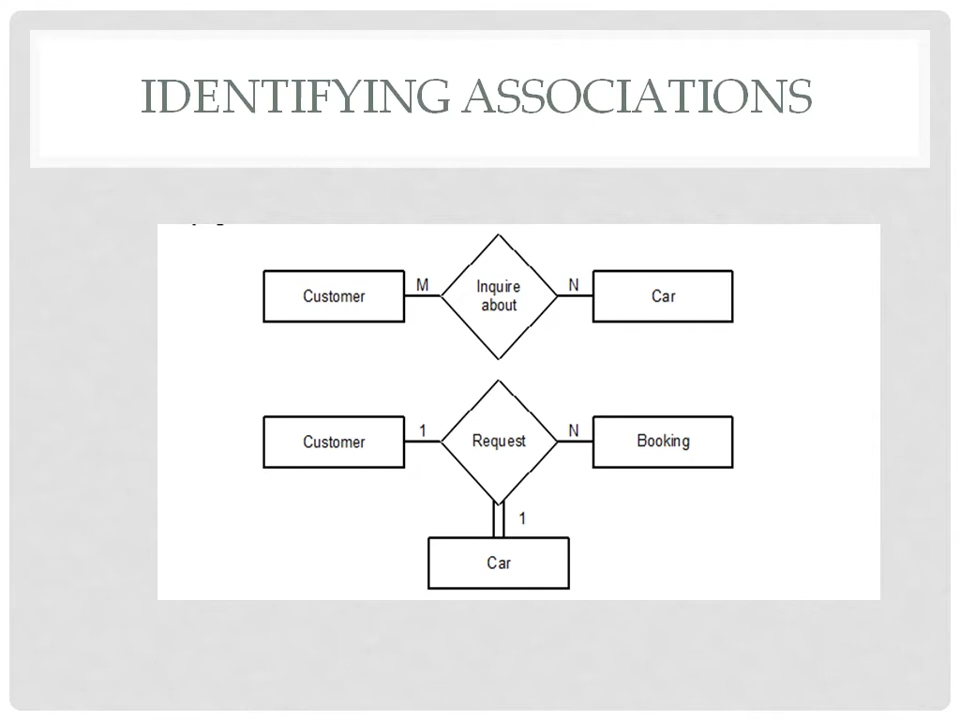 IDENTIFYING ASSOCIATIONS
Customer
M
Inquire
about
N
Car
Customer
1
Request
N
Booking
1
Car